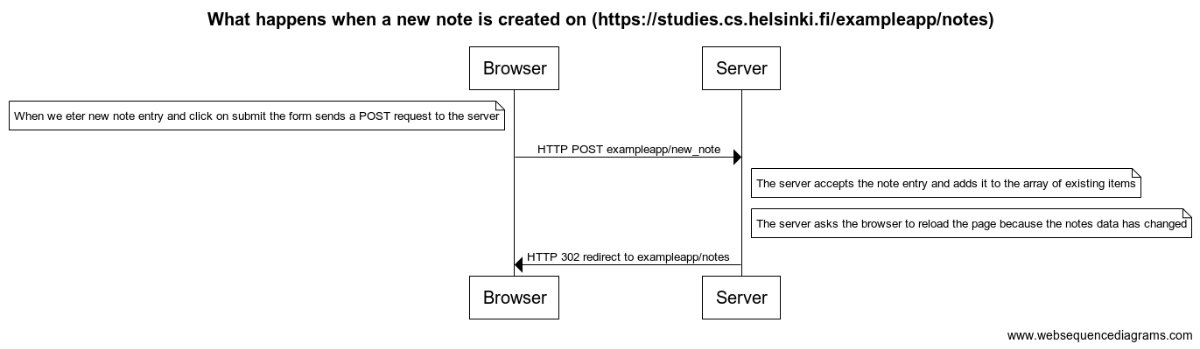 What happens when a new note is created on (https://studies.cs.helsinki.fi/exampleapp/notes)
Browser
Server
When we eter new note entry and click on submit the form sends a POST request to the server
HTTP POST exampleapp/new_note
The server accepts the note entry and adds it to the array of existing items
The server asks the browser to reload the page because the notes data has changed
HTTP 302 redirect to exampleapp/notes
Browser
Server
www.websequencediagrams.com